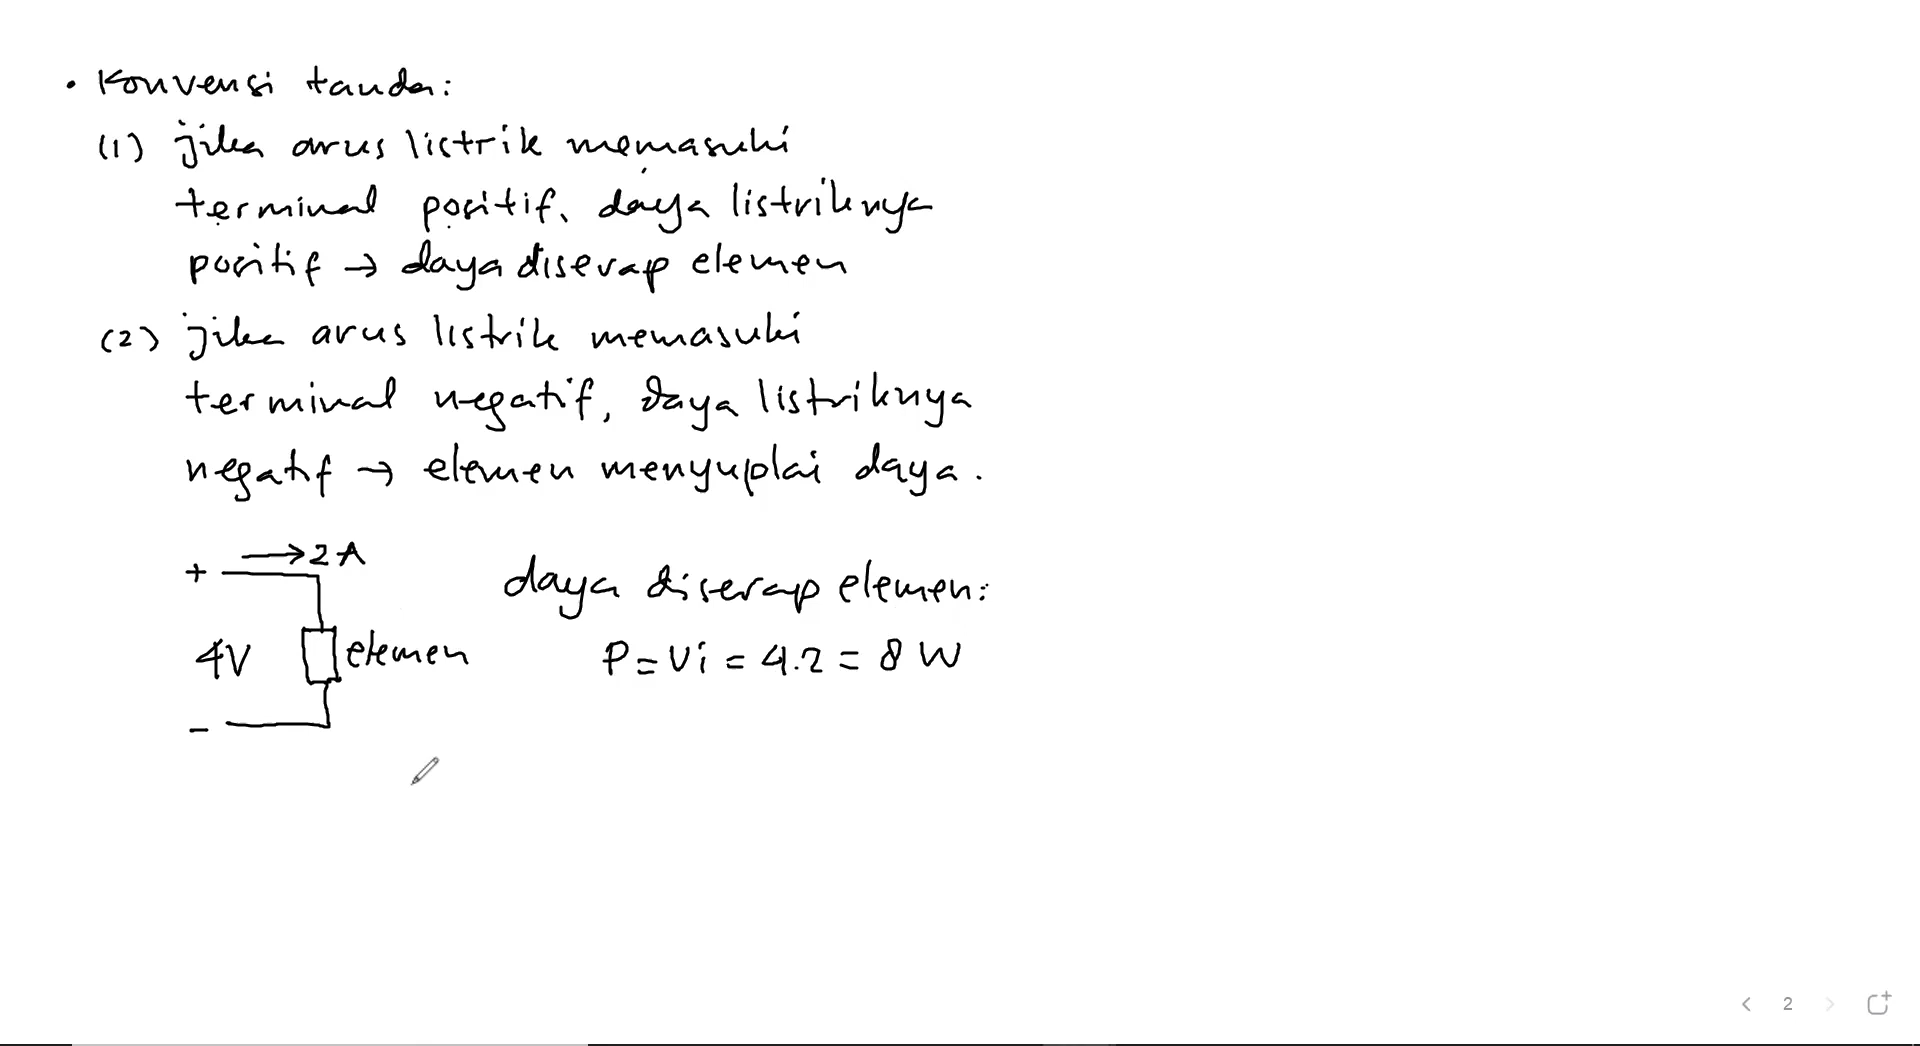 • Konvensi tanda:
(1) jika arus listrik memasuki
terminal positif, daya listriknya
positif → daya diserap elemen
(2) jika arus listrik memasuki
terminal negatif, daya listriknya
negatif → elemen menyuplai daya.
+ → 2 A
4V elemen
-
daya diserap elemen:
P = Vi = 4.2 = 8 W
< 2 >